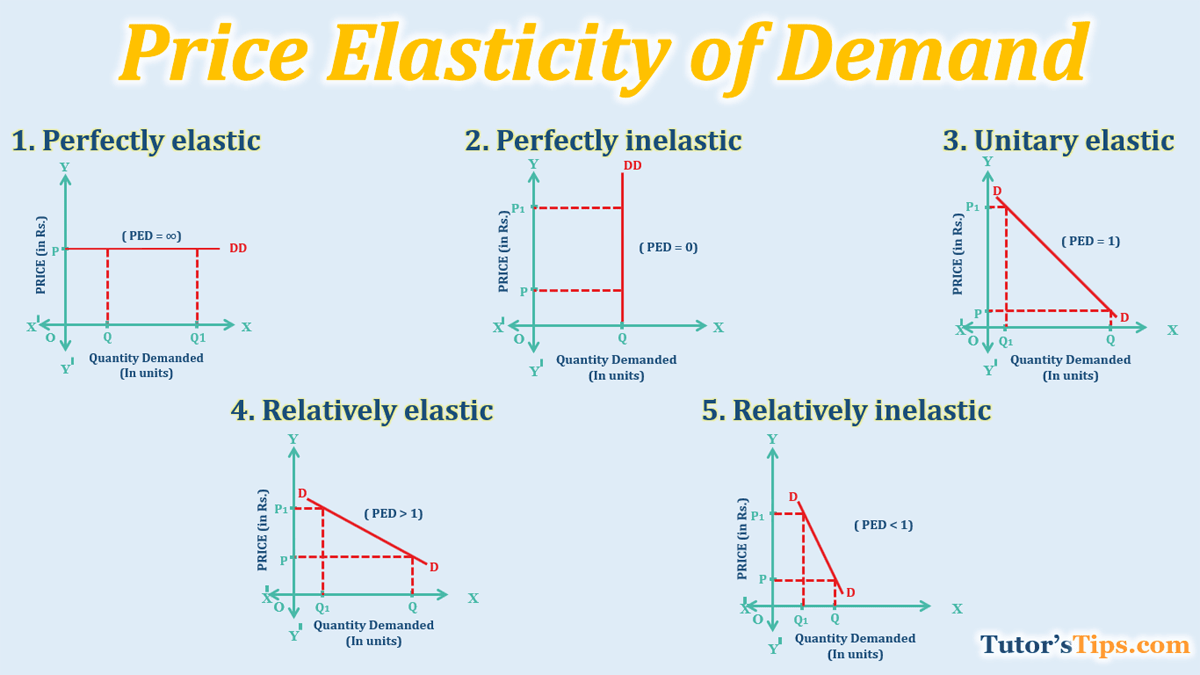 Price Elasticity of Demand
1. Perfectly elastic
Y
PRICE (in Rs.)
( PED = ∞)
P
DD
X'
O
Q
Q1
X
Y'
Quantity Demanded
(In units)
2. Perfectly inelastic
Y
DD
PRICE (in Rs.)
P1
( PED = 0)
P
X'
O
Q
X
Y'
Quantity Demanded
(In units)
3. Unitary elastic
Y
D
PRICE (in Rs.)
P1
( PED = 1)
P
D
X'
O
Q1
Q
X
Y'
Quantity Demanded
(In units)
4. Relatively elastic
Y
D
PRICE (in Rs.)
P1
( PED > 1)
P
D
X'
O
Q1
Q
X
Y'
Quantity Demanded
(In units)
5. Relatively inelastic
Y
D
PRICE (in Rs.)
P1
( PED < 1)
P
D
X'
O
Q1
Q
X
Y'
Quantity Demanded
(In units)
Tutor'sTips.com